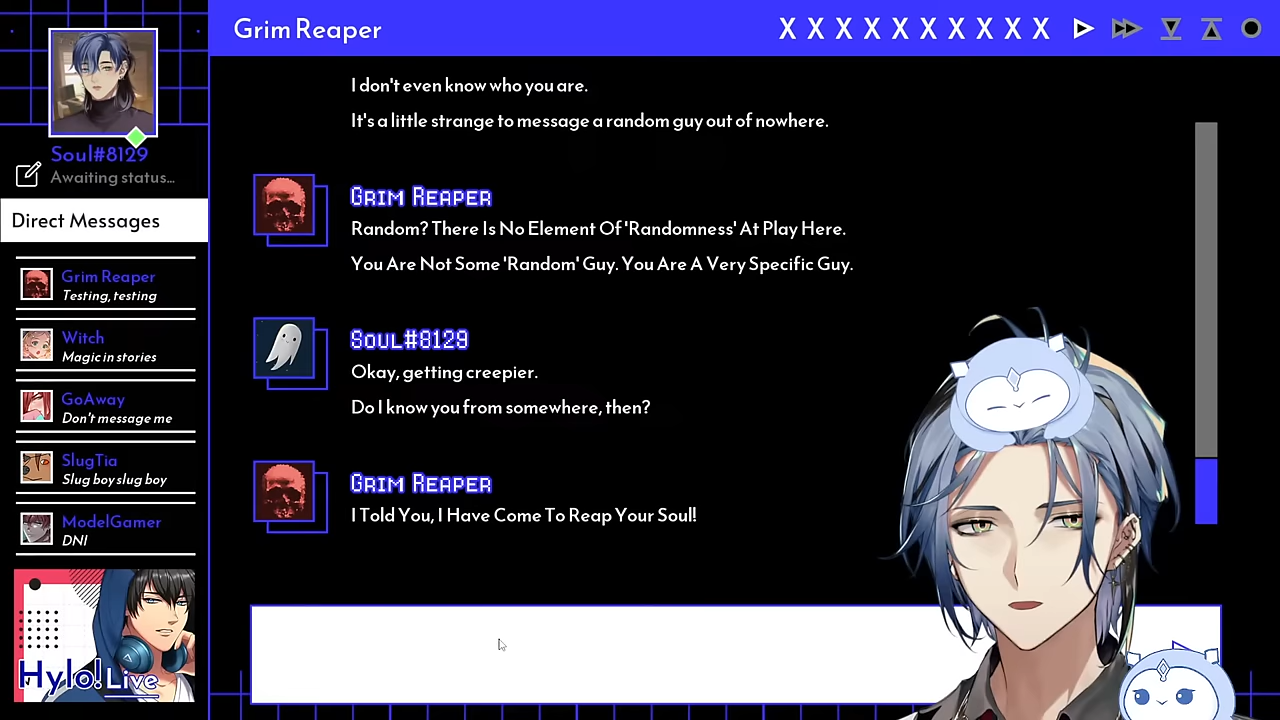 Grim Reaper
X X X X X X X X X X
Soul#8129
Awaiting status...
Direct Messages
Grim Reaper
Testing, testing
Witch
Magic in stories
GoAway
Don't message me
SlugTia
Slug boy slug boy
ModelGamer
DNI
Hylo! Live
I don't even know who you are.
It's a little strange to message a random guy out of nowhere.
Grim Reaper
Random? There Is No Element Of 'Randomness' At Play Here.
You Are Not Some 'Random' Guy. You Are A Very Specific Guy.
Soul#8129
Okay, getting creepier.
Do I know you from somewhere, then?
Grim Reaper
I Told You, I Have Come To Reap Your Soul!